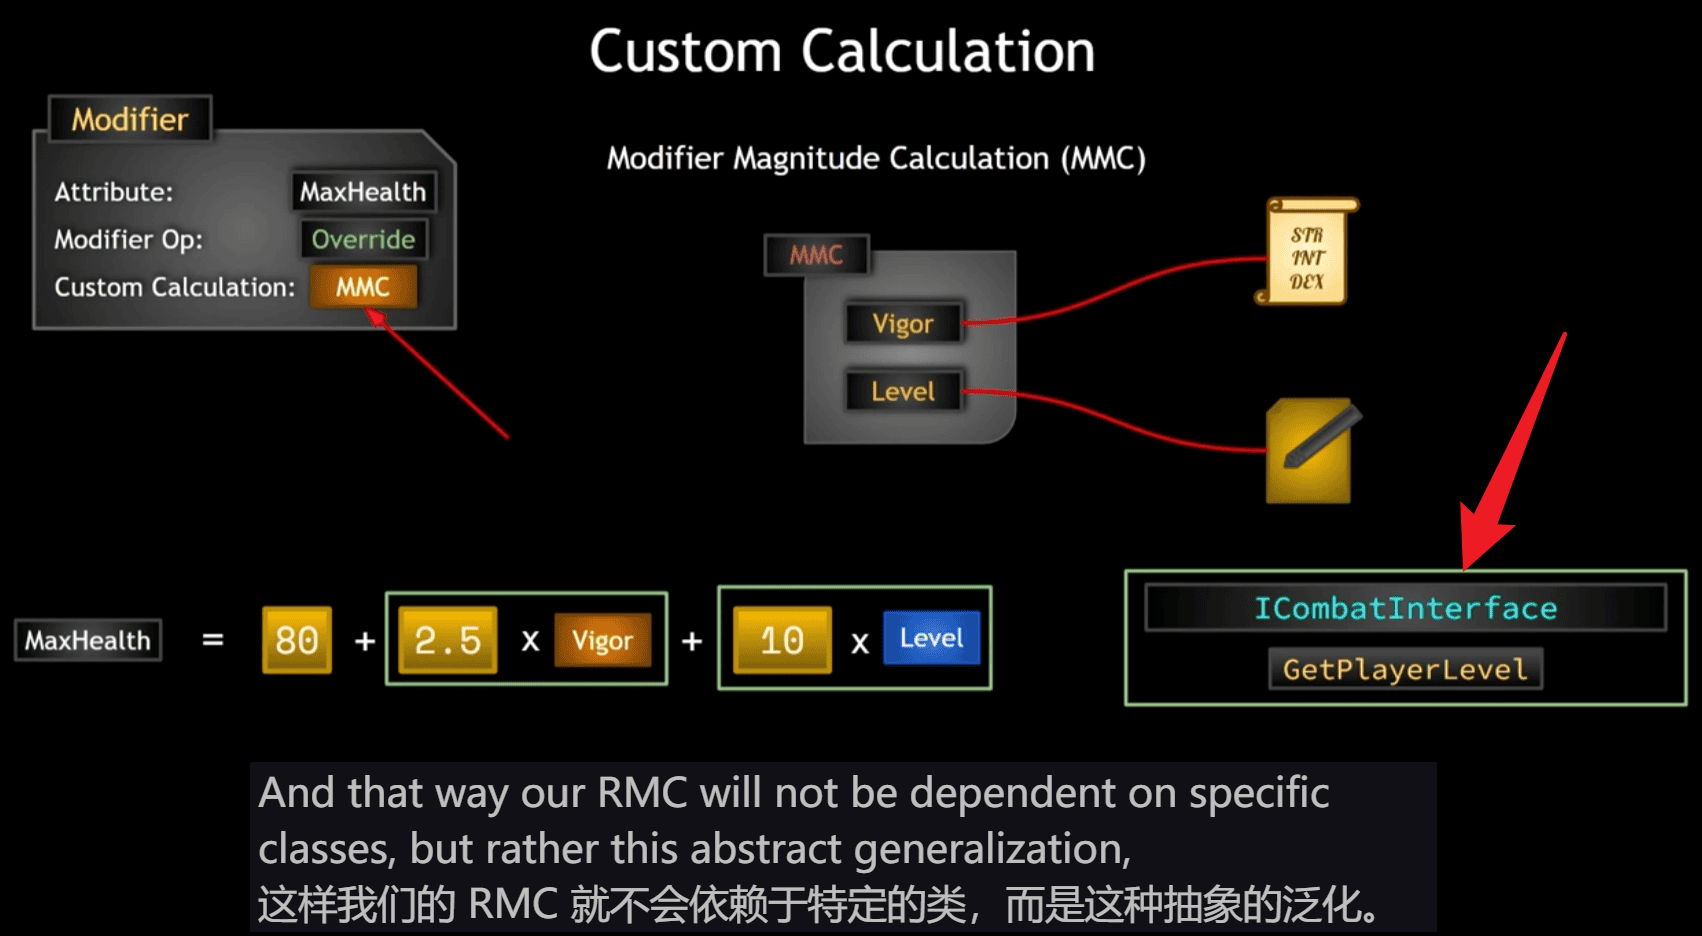 Custom Calculation
Modifier
Attribute: MaxHealth
Modifier Op: Override
Custom Calculation: MMC
Modifier Magnitude Calculation (MMC)
MMC
Vigor
Level
STR
INT
DEX
MaxHealth = 80 + 2.5 x Vigor + 10 x Level
ICombatInterface
GetPlayerLevel
And that way our RMC will not be dependent on specific
classes, but rather this abstract generalization,
这样我们的 RMC 就不会依赖于特定的类，而是这种抽象的泛化。